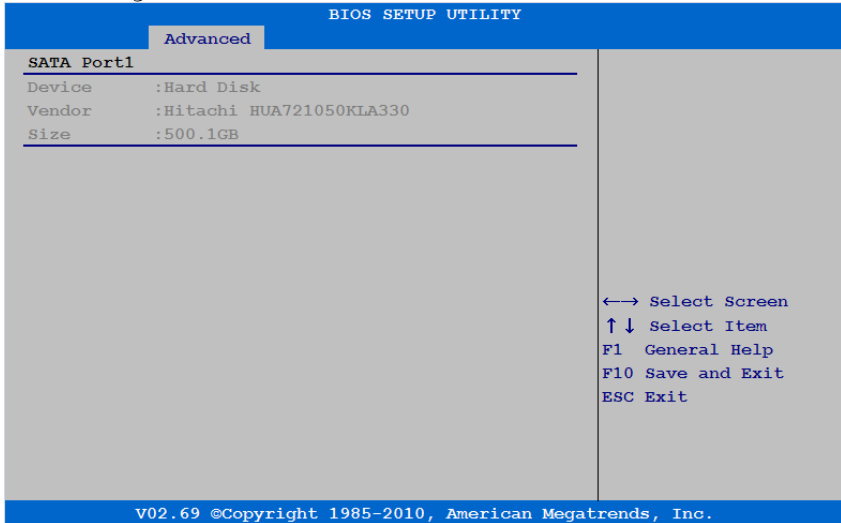 BIOS SETUP UTILITY
Advanced
SATA Port1
Device :Hard Disk
Vendor :Hitachi HUA721050KLA330
Size :500.1GB
←→ Select Screen
↑↓ Select Item
F1 General Help
F10 Save and Exit
ESC Exit
V02.69 ©Copyright 1985-2010, American Megatrends, Inc.